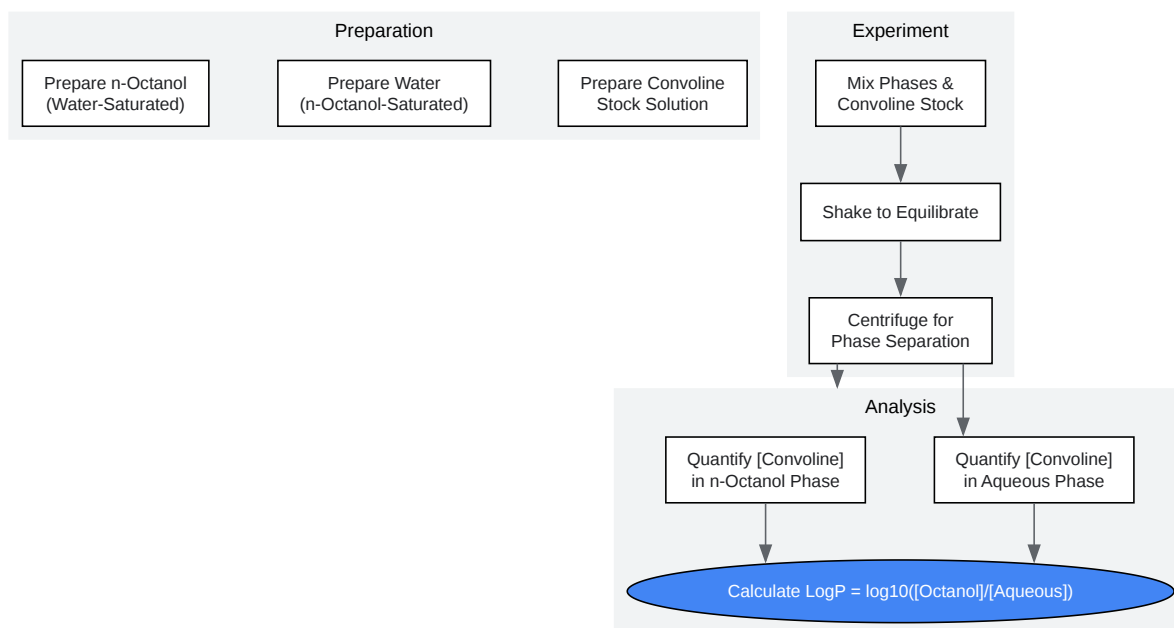 Preparation
Prepare n-Octanol
(Water-Saturated)
Prepare Water
(n-Octanol-Saturated)
Prepare Convoline
Stock Solution
Experiment
Mix Phases &
Convoline Stock
Shake to Equilibrate
Centrifuge for
Phase Separation
Analysis
Quantify [Convoline]
in n-Octanol Phase
Quantify [Convoline]
in Aqueous Phase
Calculate LogP = log10([Octanol]/[Aqueous])